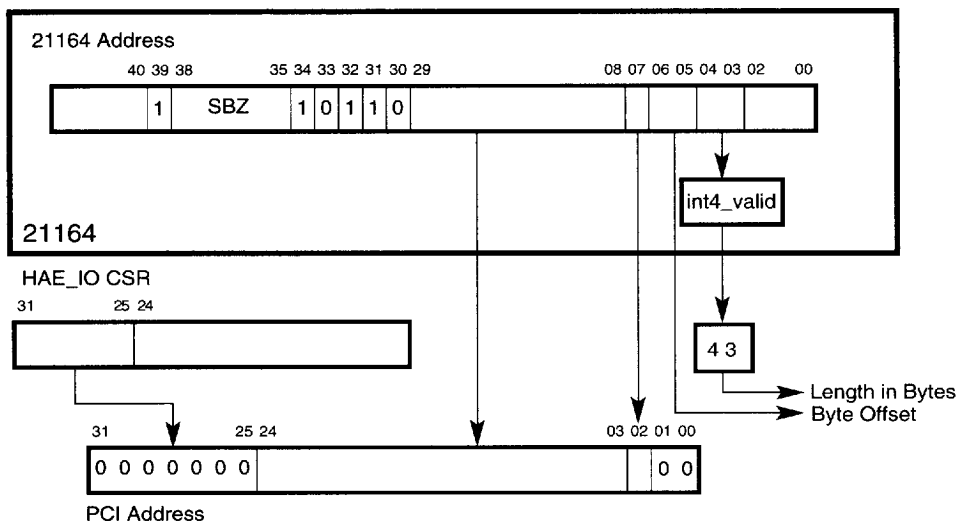 21164 Address
40 39 38 35 34 33 32 31 30 29 08 07 06 05 04 03 02 00
1 SBZ 1 0 1 1 0
int4_valid
21164
HAE_IO CSR
31 25 24
4 3
Length in Bytes
Byte Offset
31 25 24 03 02 01 00
0 0 0 0 0 0 0 0 0
PCI Address